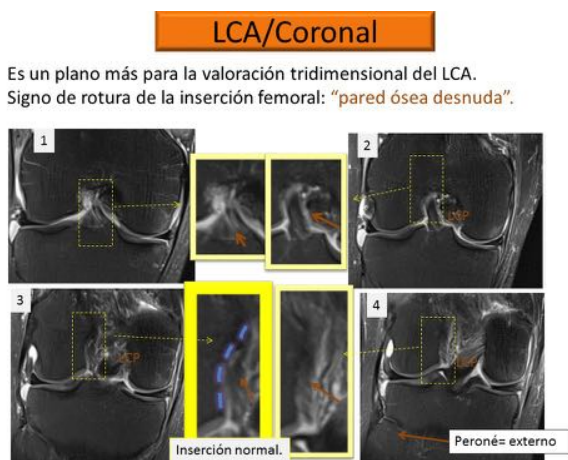 LCA/Coronal
Es un plano más para la valoración tridimensional del LCA.
Signo de rotura de la inserción femoral: “pared ósea desnuda”.
1
2
LCP
3
4
LCP
LCP
Inserción normal.
Peroné= externo